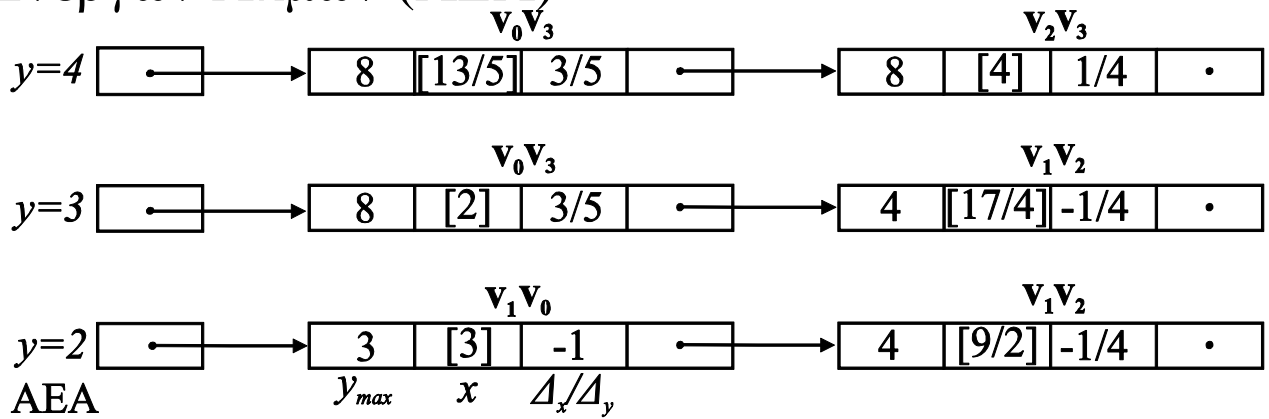 v₀v₃ v₂v₃
y=4 8 [13/5] 3/5 8 [4] 1/4
v₀v₃ v₁v₂
y=3 8 [2] 3/5 4 [17/4] -1/4
v₁v₀ v₁v₂
y=2 3 [3] -1 4 [9/2] -1/4
AEA yₘₐₓ x Δₓ/Δᵧ